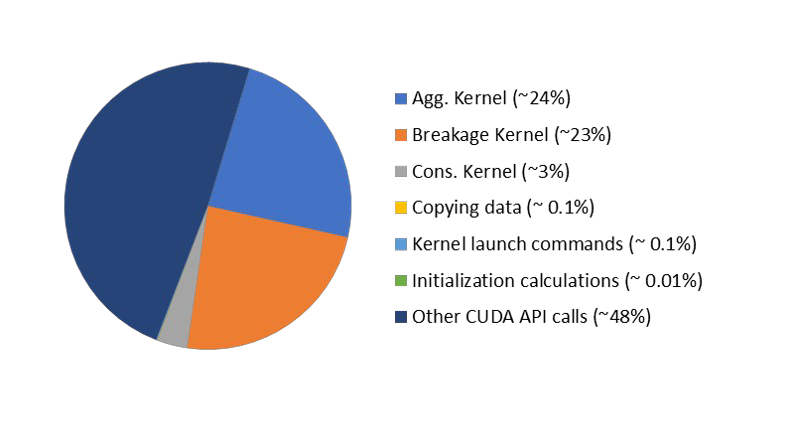 Agg. Kernel (~24%)
Breakage Kernel (~23%)
Cons. Kernel (~3%)
Copying data (~ 0.1%)
Kernel launch commands (~ 0.1%)
Initialization calculations (~ 0.01%)
Other CUDA API calls (~48%)